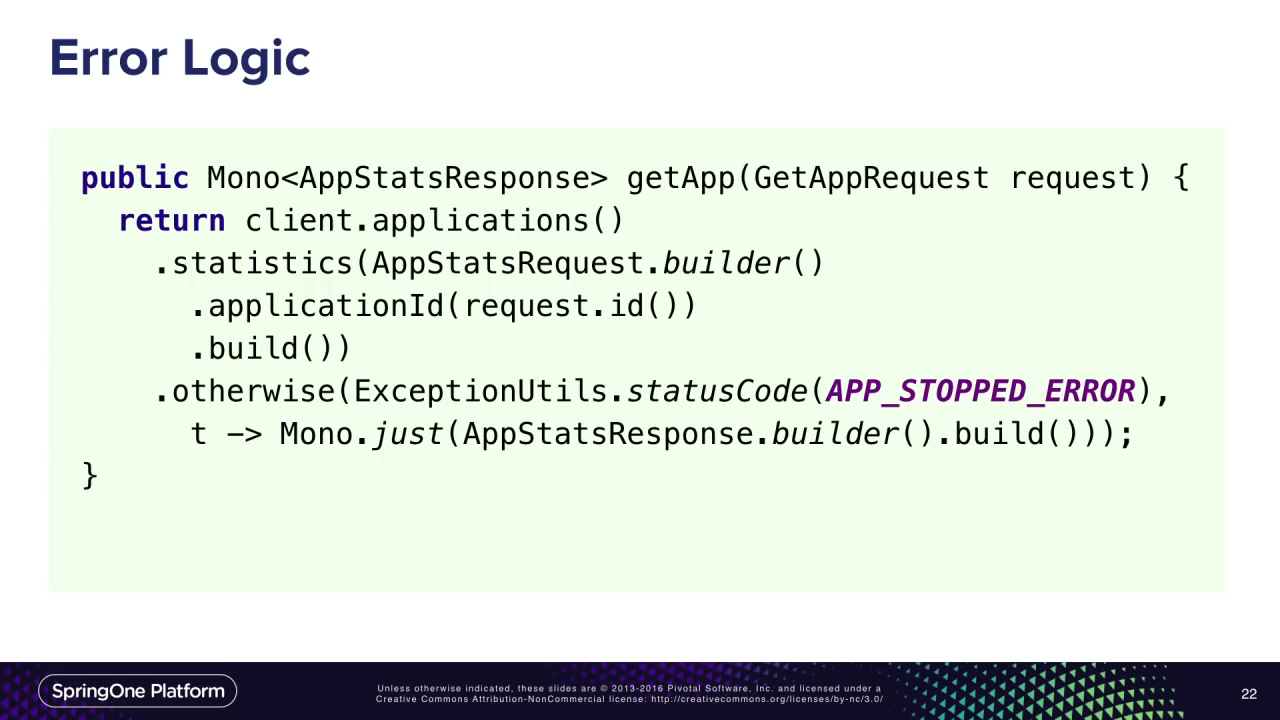 Error Logic
public Mono<AppStatsResponse> getApp(GetAppRequest request) {
  return client.applications()
    .statistics(AppStatsRequest.builder()
      .applicationId(request.id())
      .build())
    .otherwise(ExceptionUtils.statusCode(APP_STOPPED_ERROR),
      t -> Mono.just(AppStatsResponse.builder().build()));
}
SpringOne Platform
Unless otherwise indicated, these slides are © 2013-2016 Pivotal Software, Inc. and licensed under a
Creative Commons Attribution-NonCommercial license: http://creativecommons.org/licenses/by-nc/3.0/
22